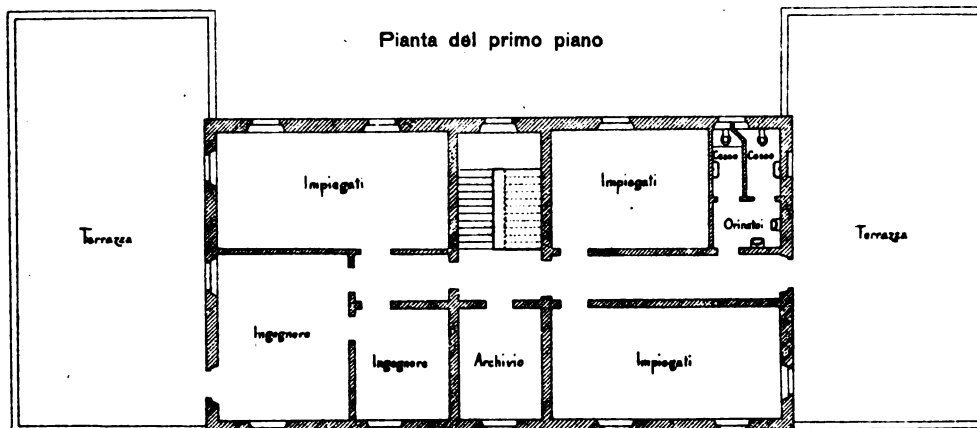 Pianta del primo piano
Impiegati
Impiegati
Cesso Cesso
Orinatoi
Terrazza
Terrazza
Ingegnere
Ingegnere
Archivio
Impiegati